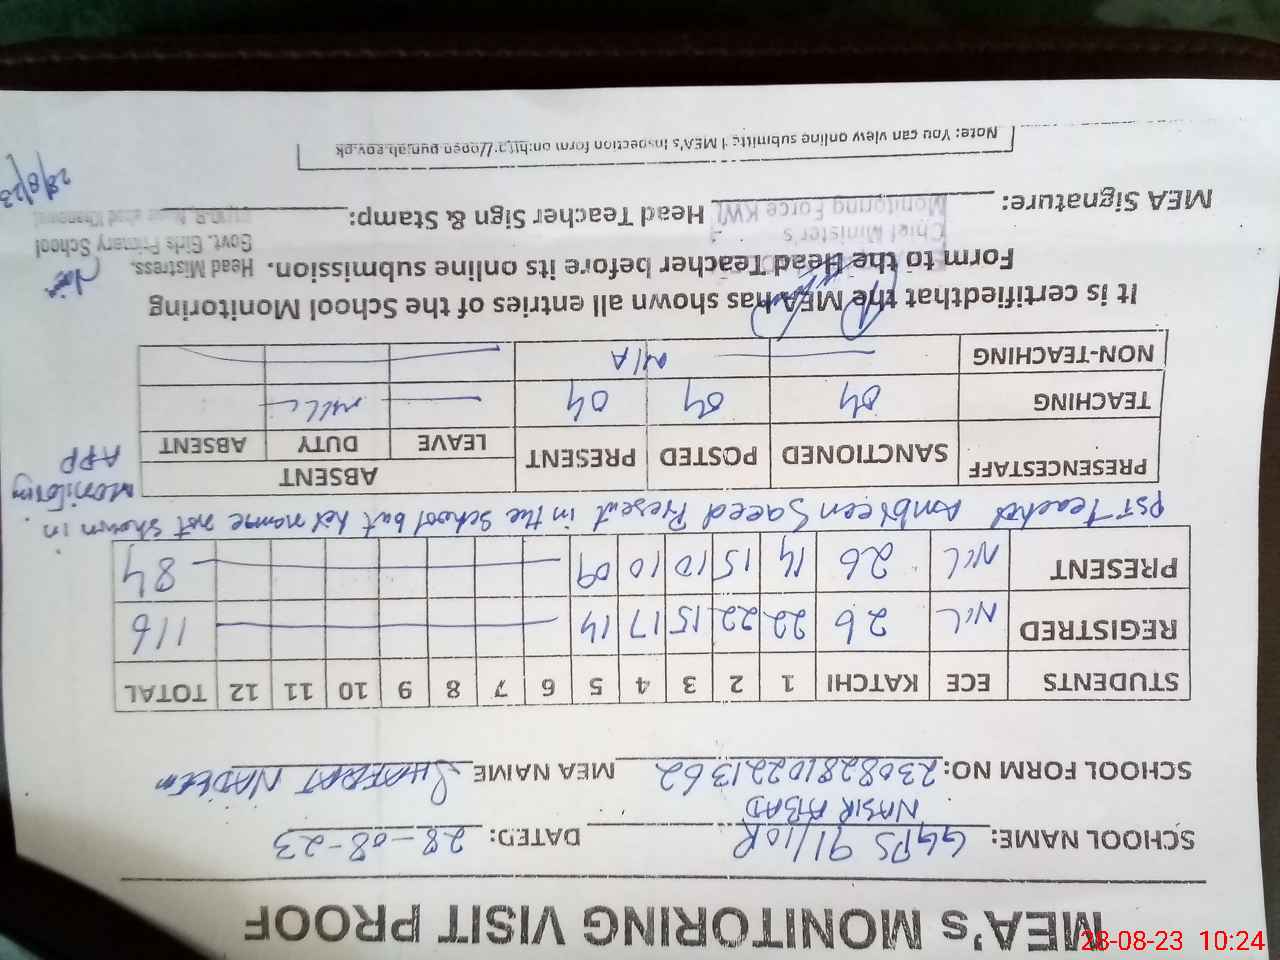 MEA's MONITORING VISIT PROOF
SCHOOL NAME: GGPS 91/10R DATED: 28-08-23
NASIR ABAD
SCHOOL FORM NO: 23082810221362 MEA NAME SHAFAAT NADEEM
STUDENTS ECE KATCHI 1 2 3 4 5 6 7 8 9 10 11 12 TOTAL
REGISTRED NIL 26 22 22 15 17 14 116
PRESENT NIL 26 14 15 10 10 09 84
PST Teacher Ambreen Saeed Present in the School but her name not shown in.
Monitoring
APP
PRESENCESTAFF SANCTIONED POSTED PRESENT ABSENT
LEAVE DUTY ABSENT
TEACHING 04 04 04 NILL
NON-TEACHING N/A
It is certifiedthat the MEA has shown all entries of the School Monitoring
Form to the Head Teacher before its online submission.
Head Mistress.
Govt. Girls Primary School
Chief Minister's
Monitoring Force KWL
MEA Signature: Head Teacher Sign & Stamp:
28/8/23
Note: You can view online submitted MEA's inspection form on:http://open.punjab.gov.pk
28-08-23 10:24